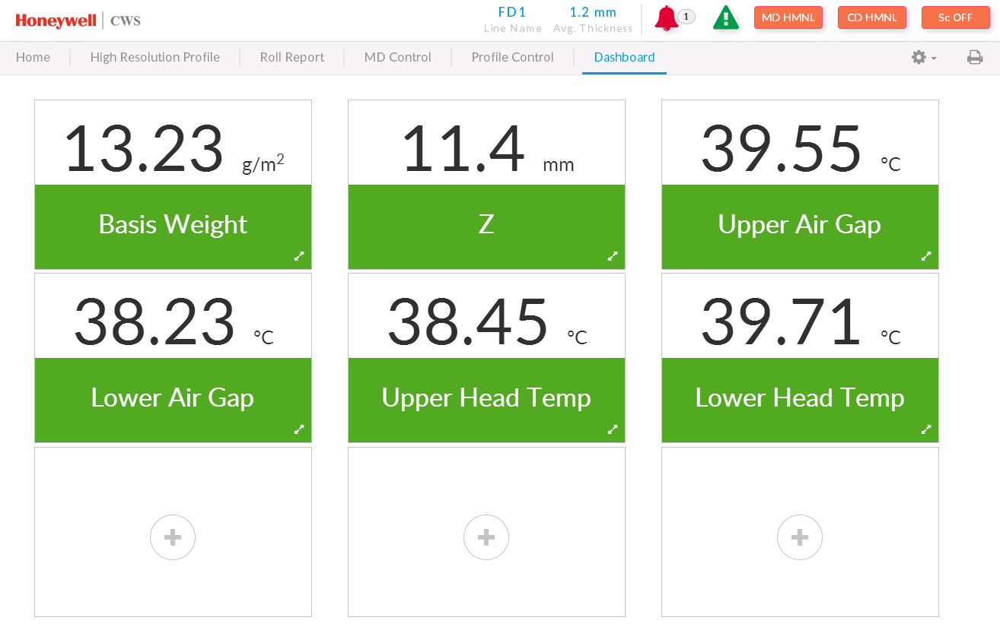 Honeywell | CWS
FD1
Line Name
1.2 mm
Avg. Thickness
1
MD HMNL
CD HMNL
Sc OFF
Home
High Resolution Profile
Roll Report
MD Control
Profile Control
Dashboard
13.23 g/m²
Basis Weight
11.4 mm
Z
39.55 °C
Upper Air Gap
38.23 °C
Lower Air Gap
38.45 °C
Upper Head Temp
39.71 °C
Lower Head Temp